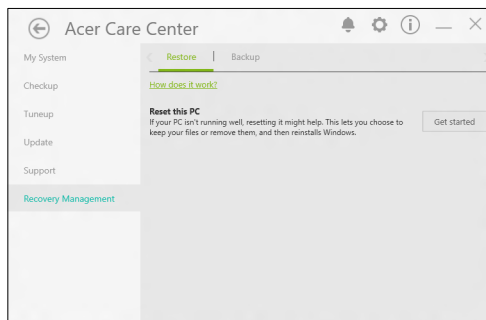 Acer Care Center
My System
Restore
Backup
Checkup
How does it work?
Tuneup
Reset this PC
If your PC isn't running well, resetting it might help. This lets you choose to
keep your files or remove them, and then reinstalls Windows.
Get started
Update
Support
Recovery Management